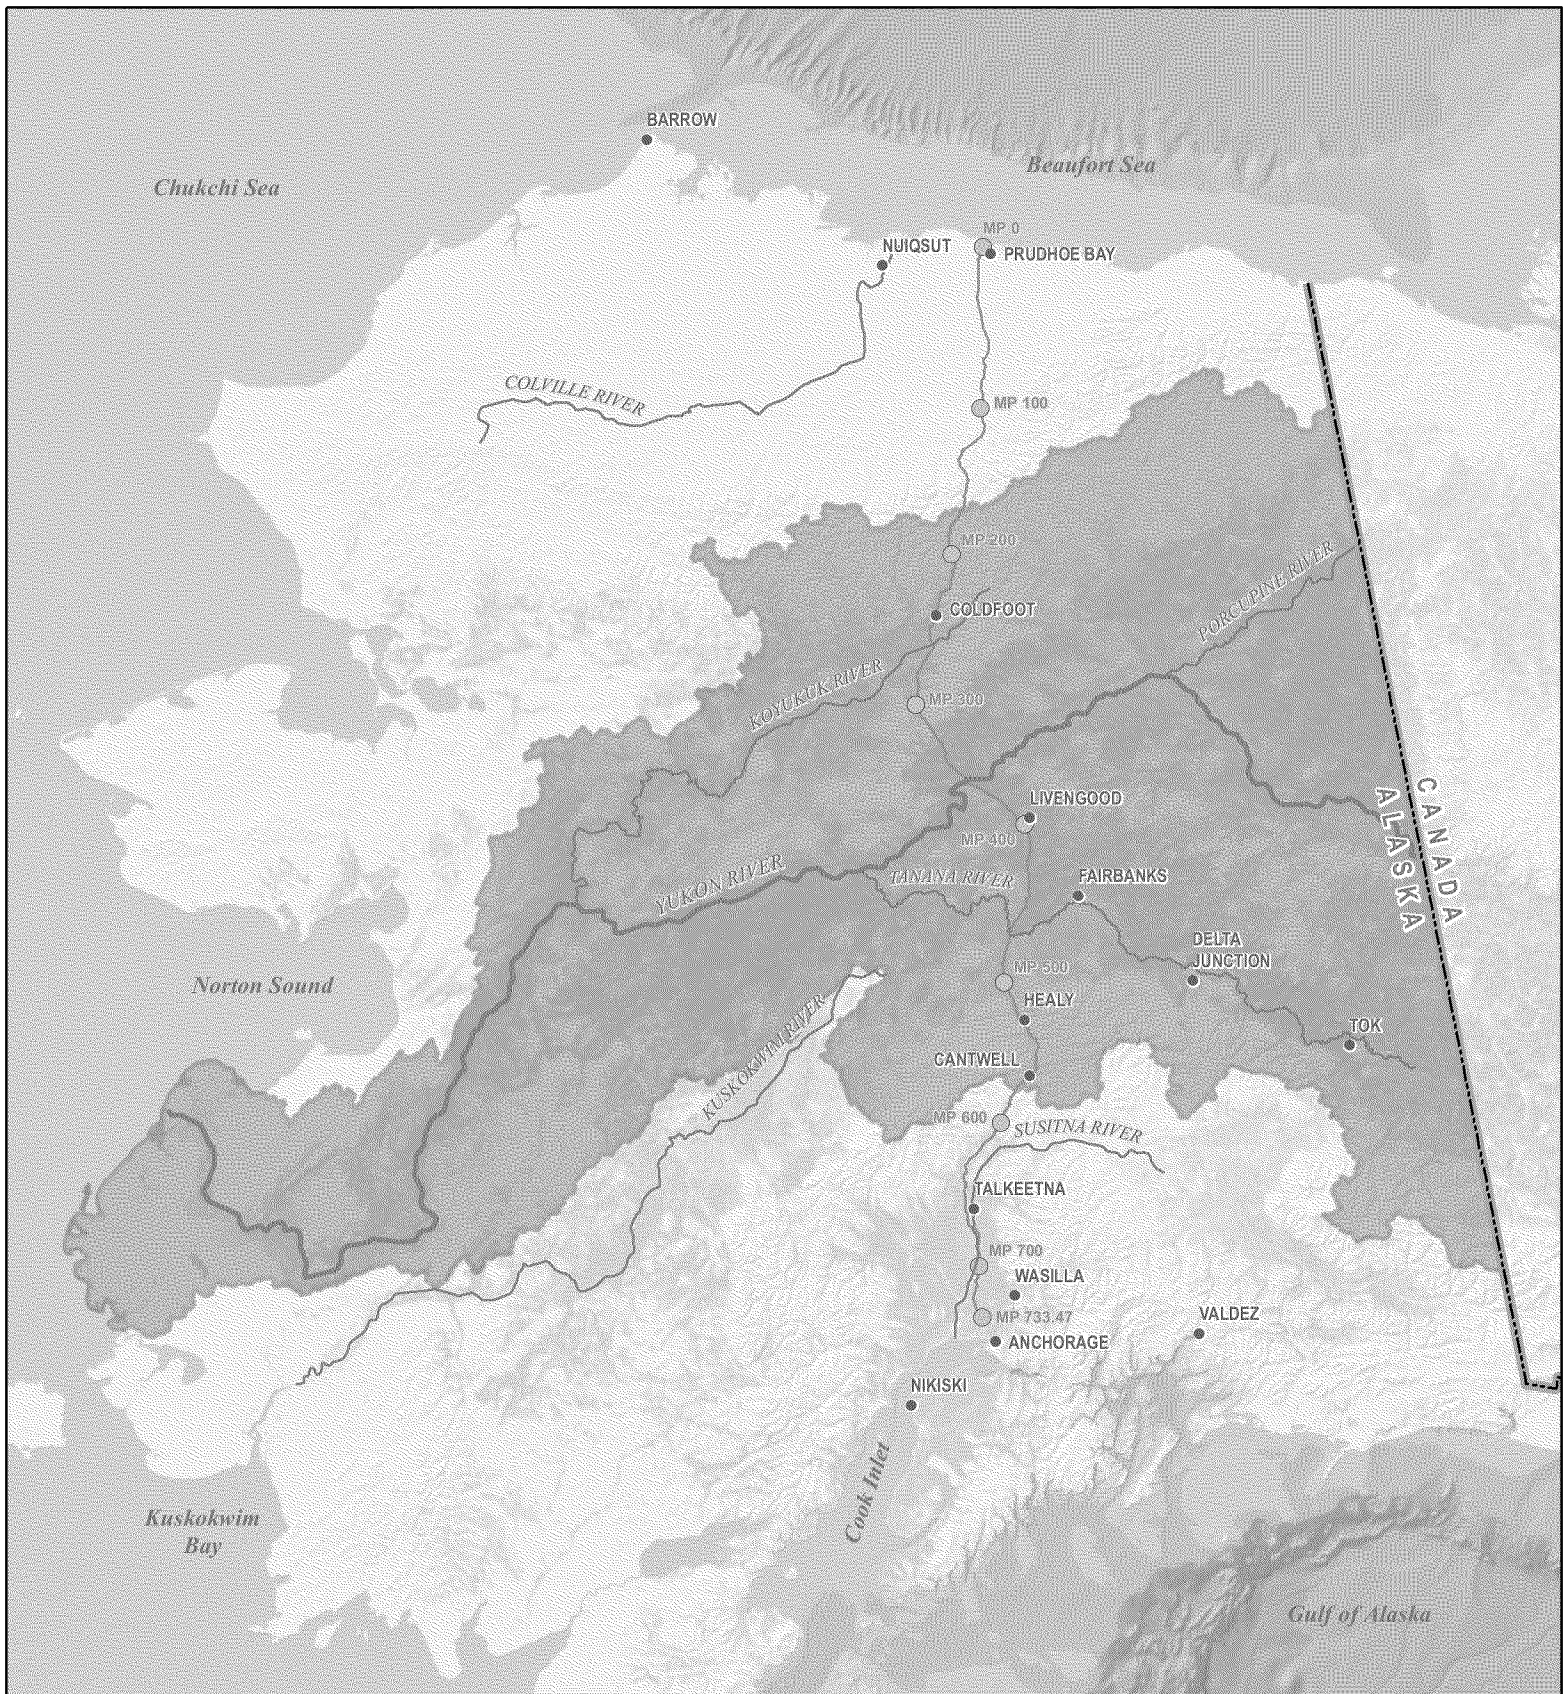 BARROW
Beaufort Sea
Chukchi Sea
MP 0
NUIQSUT
PRUDHOE BAY
COLVILLE RIVER
MP 100
MP 200
PORCUPINE RIVER
COLDFOOT
KOYUKUK RIVER
MP 300
CANADA
ALASKA
LIVENGOOD
MP 400
YUKON RIVER
TANANA RIVER
FAIRBANKS
DELTA
JUNCTION
MP 500
Norton Sound
HEALY
KUSKOKWIM RIVER
TOK
CANTWELL
MP 600
SUSITNA RIVER
TALKEETNA
MP 700
WASILLA
MP 733.47
VALDEZ
ANCHORAGE
NIKISKI
Cook Inlet
Kuskokwim
Bay
Gulf of Alaska